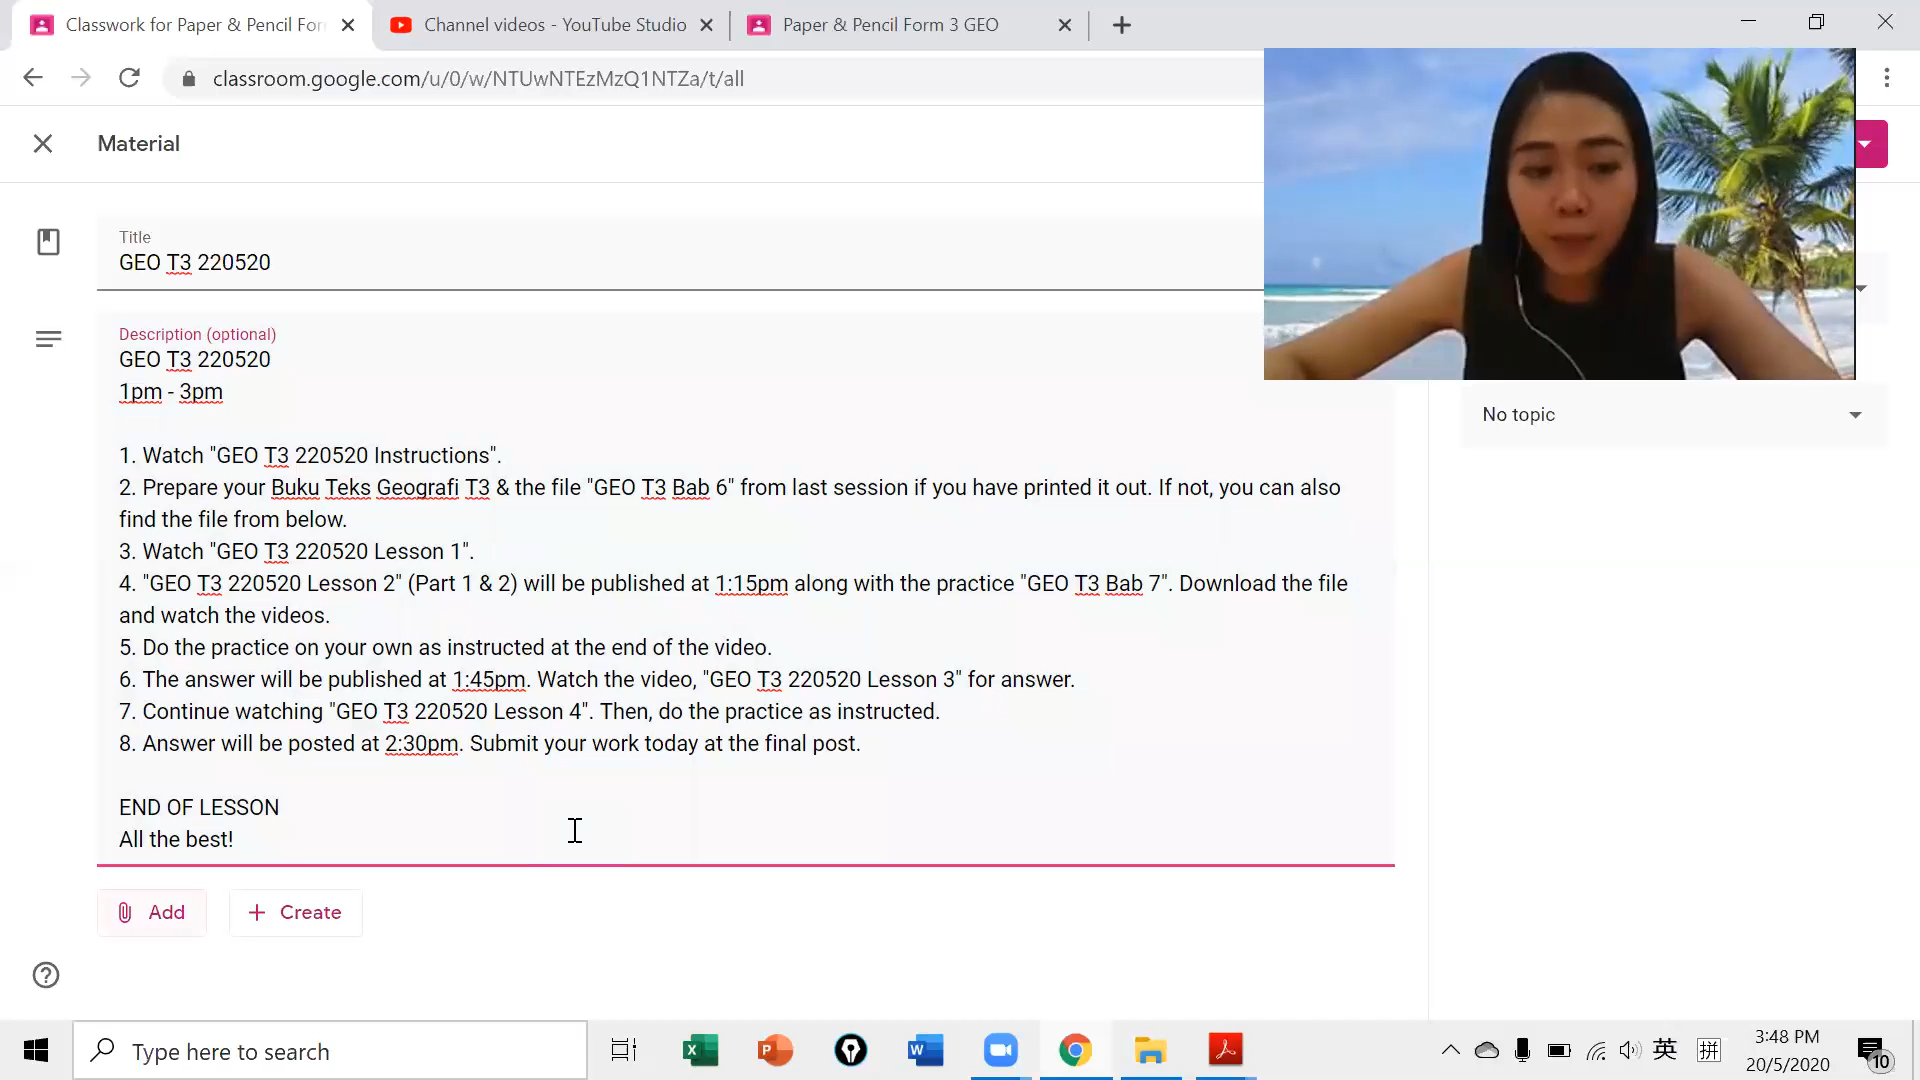 Classwork for Paper & Pencil For
Channel videos - YouTube Studio
Paper & Pencil Form 3 GEO
classroom.google.com/u/0/w/NTUwNTEzMzQ1NTZa/t/all
Material
Title
GEO T3 220520
Description (optional)
GEO T3 220520
1pm - 3pm
1. Watch "GEO T3 220520 Instructions".
2. Prepare your Buku Teks Geografi T3 & the file "GEO T3 Bab 6" from last session if you have printed it out. If not, you can also
find the file from below.
3. Watch "GEO T3 220520 Lesson 1".
4. "GEO T3 220520 Lesson 2" (Part 1 & 2) will be published at 1:15pm along with the practice "GEO T3 Bab 7". Download the file
and watch the videos.
5. Do the practice on your own as instructed at the end of the video.
6. The answer will be published at 1:45pm. Watch the video, "GEO T3 220520 Lesson 3" for answer.
7. Continue watching "GEO T3 220520 Lesson 4". Then, do the practice as instructed.
8. Answer will be posted at 2:30pm. Submit your work today at the final post.
END OF LESSON
All the best!
No topic
Add
Create
Type here to search
英
拼
3:48 PM
20/5/2020
10